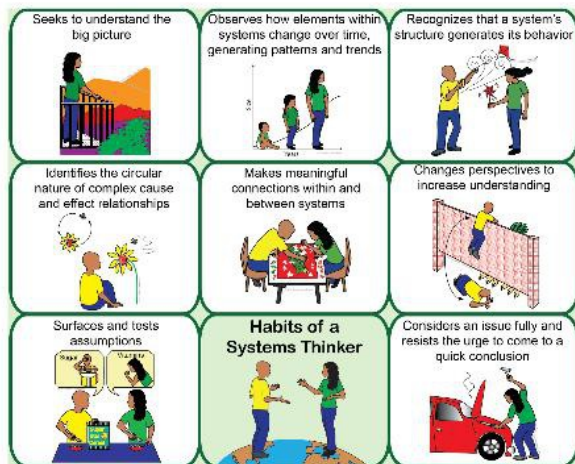 Seeks to understand the
big picture
Observes how elements within
systems change over time,
generating patterns and trends
Recognizes that a system's
structure generates its behavior
Identifies the circular
nature of complex cause
and effect relationships
Makes meaningful
connections within and
between systems
Changes perspectives to
increase understanding
Surfaces and tests
assumptions
Sugar
Vitamins
Habits of a
Systems Thinker
Considers an issue fully and
resists the urge to come to a
quick conclusion